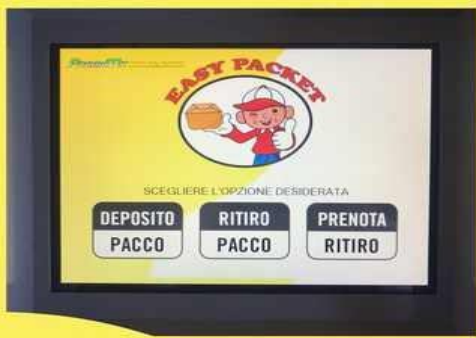 EASY PACKET
SCEGLIERE L'OPZIONE DESIDERATA
DEPOSITO
PACCO
RITIRO
PACCO
PRENOTA
RITIRO